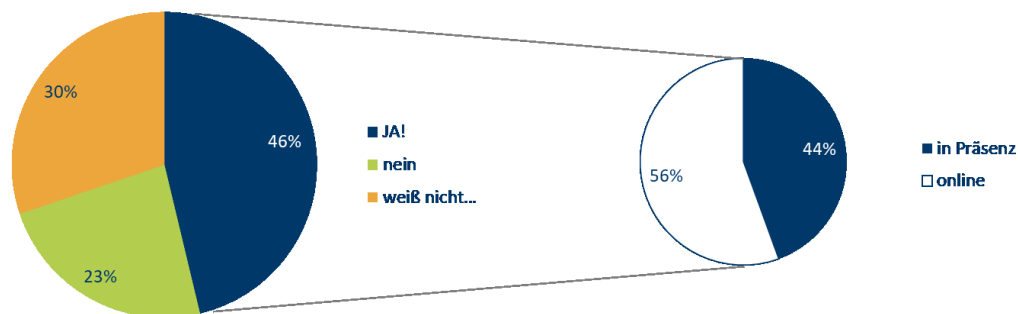 30%
46%
23%
JA!
nein
weiß nicht...
56%
44%
in Präsenz
online